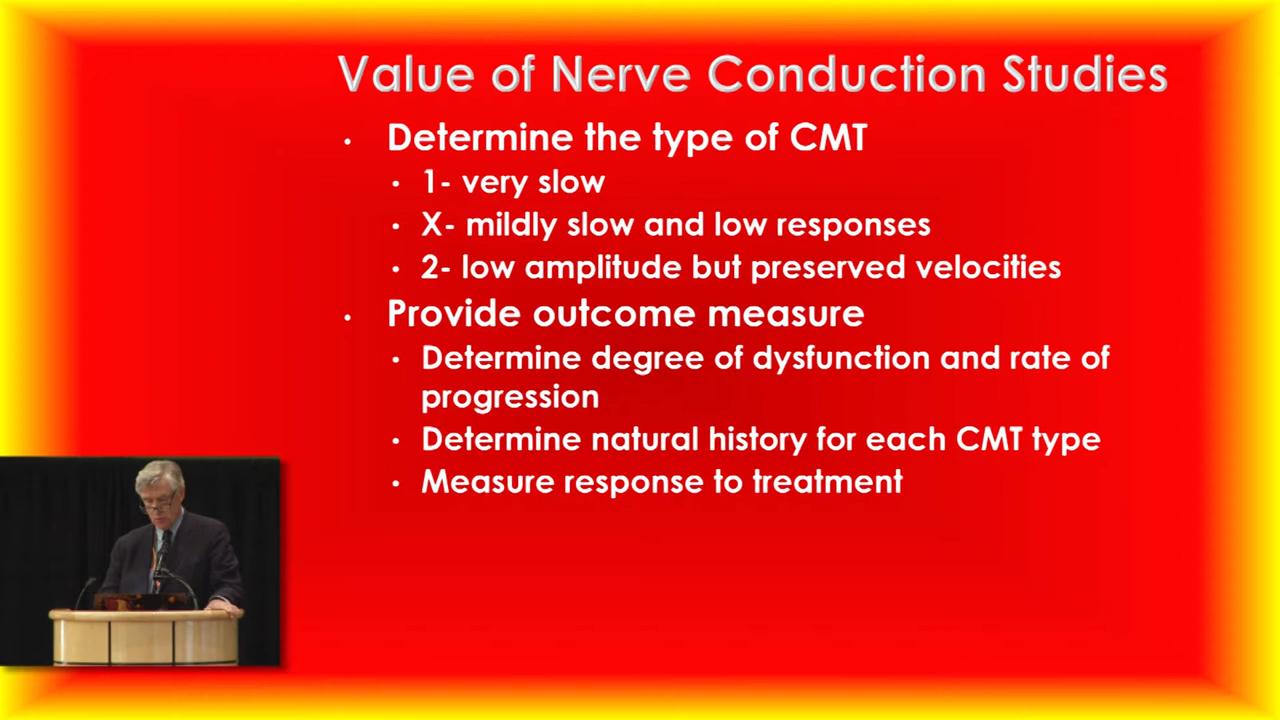 Value of Nerve Conduction Studies
• Determine the type of CMT
• 1- very slow
• X- mildly slow and low responses
• 2- low amplitude but preserved velocities
• Provide outcome measure
• Determine degree of dysfunction and rate of
progression
• Determine natural history for each CMT type
• Measure response to treatment